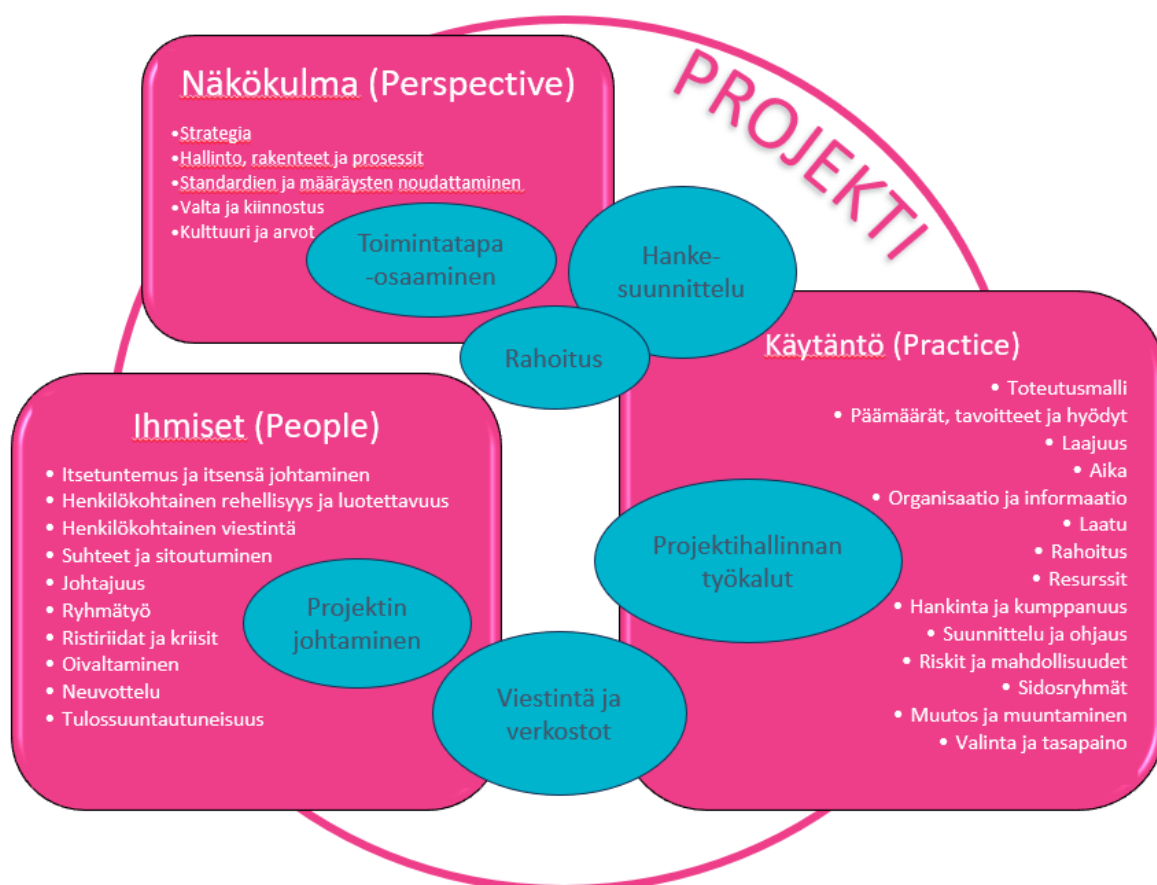 PROJEKTI
Näkökulma (Perspective)
•Strategia
•Hallinto, rakenteet ja prosessit
•Standardien ja määräysten noudattaminen
•Valta ja kiinnostus
•Kulttuuri ja arvot
Toimintatapa
-osaaminen
Hanke-
suunnittelu
Rahoitus
Käytäntö (Practice)
• Toteutusmalli
• Päämäärät, tavoitteet ja hyödyt
• Laajuus
• Aika
• Organisaatio ja informaatio
• Laatu
• Rahoitus
• Resurssit
• Hankinta ja kumppanuus
• Suunnittelu ja ohjaus
• Riskit ja mahdollisuudet
• Sidosryhmät
• Muutos ja muuntaminen
• Valinta ja tasapaino
Projektihallinnan
työkalut
Ihmiset (People)
• Itsetuntemus ja itsensä johtaminen
• Henkilökohtainen rehellisyys ja luotettavuus
• Henkilökohtainen viestintä
• Suhteet ja sitoutuminen
• Johtajuus
• Ryhmätyö
• Ristiriidat ja kriisit
• Oivaltaminen
• Neuvottelu
• Tulossuuntautuneisuus
Projektin
johtaminen
Viestintä ja
verkostot